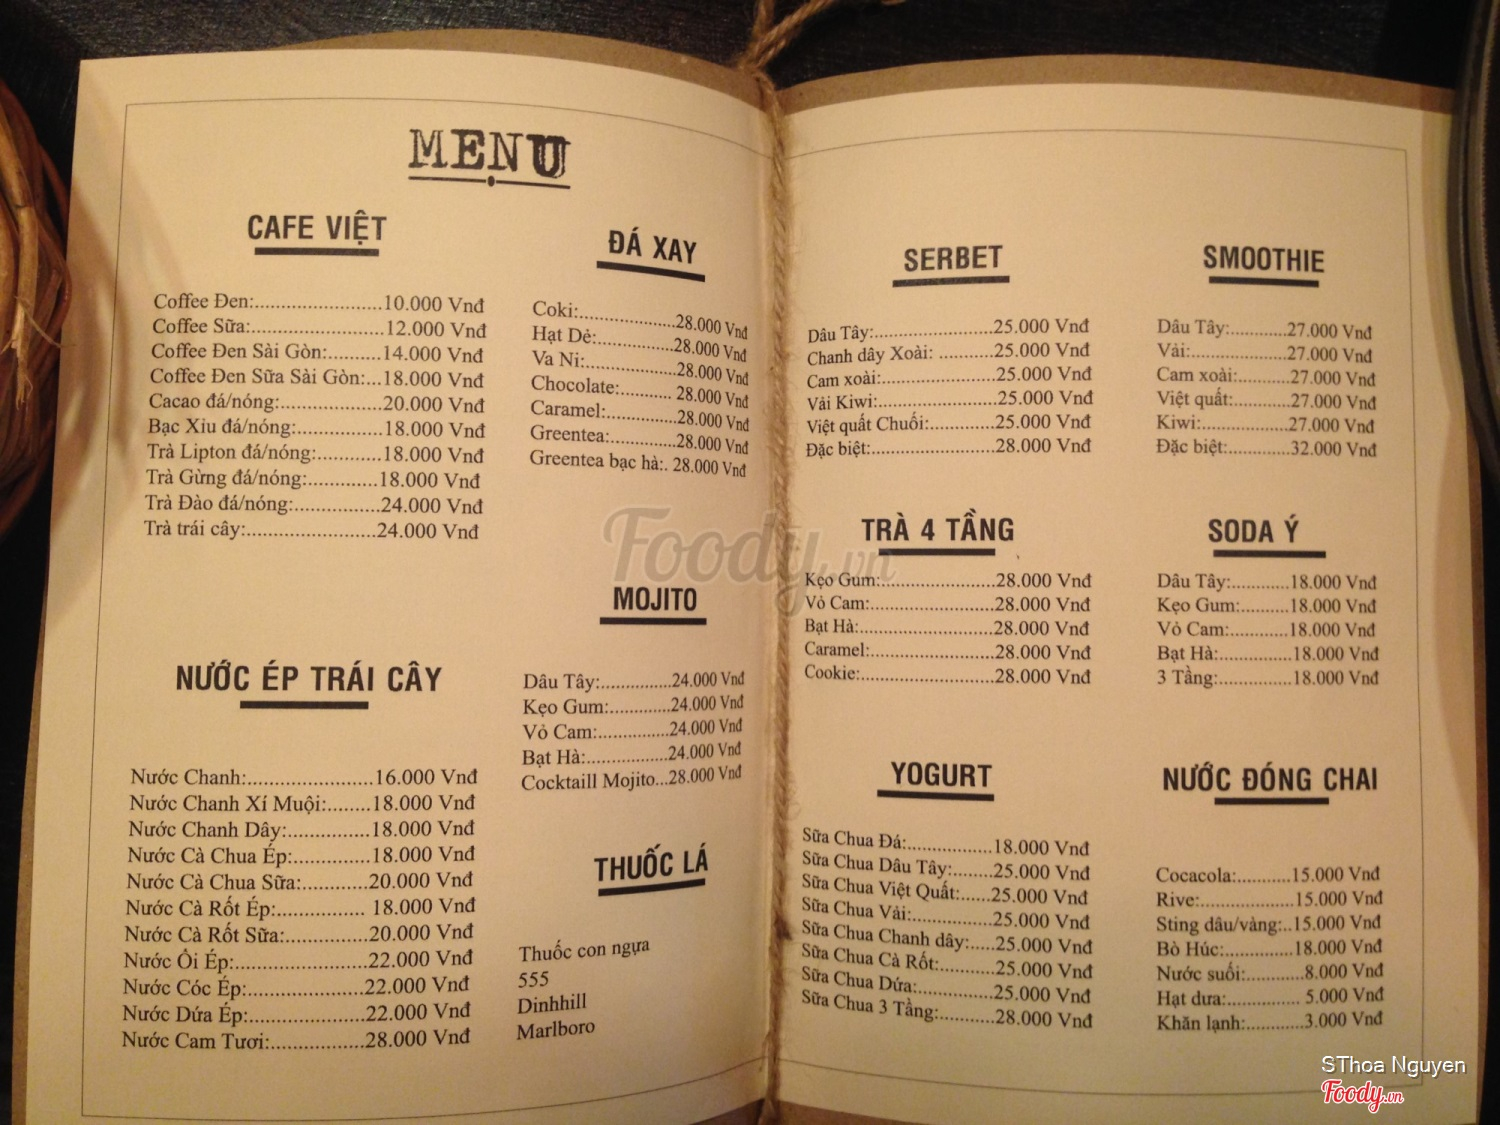 MENU
CAFE VIỆT
Coffee Đen:........................10.000 Vnđ
Coffee Sữa:.........................12.000 Vnđ
Coffee Đen Sài Gòn:..........14.000 Vnđ
Coffee Đen Sữa Sài Gòn:...18.000 Vnđ
Cacao đá/nóng:...................20.000 Vnđ
Bạc Xỉu đá/nóng:................18.000 Vnđ
Trà Lipton đá/nóng:............18.000 Vnđ
Trà Gừng đá/nóng:.............18.000 Vnđ
Trà Đào đá/nóng:................24.000 Vnđ
Trà trái cây:.........................24.000 Vnđ
NƯỚC ÉP TRÁI CÂY
Nước Chanh:........................16.000 Vnđ
Nước Chanh Xí Muội:........18.000 Vnđ
Nước Chanh Dây:................18.000 Vnđ
Nước Cà Chua Ép:...............18.000 Vnđ
Nước Cà Chua Sữa:.............20.000 Vnđ
Nước Cà Rốt Ép:................. 18.000 Vnđ
Nước Cà Rốt Sữa:................20.000 Vnđ
Nước Ổi Ép:.........................22.000 Vnđ
Nước Cóc Ép:......................22.000 Vnđ
Nước Dứa Ép:......................22.000 Vnđ
Nước Cam Tươi:..................28.000 Vnđ
ĐÁ XAY
Coki:...................28.000 Vnđ
Hạt Dẻ:...............28.000 Vnđ
Va Ni:.................28.000 Vnđ
Chocolate:.......... 28.000 Vnđ
Caramel:.............28.000 Vnđ
Greentea:............28.000 Vnđ
Greentea bạc hà:. 28.000 Vnđ
MOJITO
Dâu Tây:..............24.000 Vnđ
Kẹo Gum:............24.000 Vnđ
Vỏ Cam:..............24.000 Vnđ
Bạt Hà:................24.000 Vnđ
Cocktaill Mojito...28.000 Vnđ
THUỐC LÁ
Thuốc con ngựa
555
Dinhhill
Marlboro
SERBET
Dâu Tây:.......................25.000 Vnđ
Chanh dây Xoài: ...........25.000 Vnđ
Cam xoài:......................25.000 Vnđ
Vải Kiwi:.......................25.000 Vnđ
Việt quất Chuối:............25.000 Vnđ
Đặc biệt:.......................28.000 Vnđ
TRÀ 4 TẦNG
Kẹo Gum:......................28.000 Vnđ
Vỏ Cam:........................28.000 Vnđ
Bạt Hà:..........................28.000 Vnđ
Caramel:........................28.000 Vnđ
Cookie:..........................28.000 Vnđ
YOGURT
Sữa Chua Đá:................18.000 Vnđ
Sữa Chua Dâu Tây:........25.000 Vnđ
Sữa Chua Việt Quất:......25.000 Vnđ
Sữa Chua Vải:................25.000 Vnđ
Sữa Chua Chanh dây:.....25.000 Vnđ
Sữa Chua Cà Rốt:...........25.000 Vnđ
Sữa Chua Dứa:...............25.000 Vnđ
Sữa Chua 3 Tầng:...........28.000 Vnđ
SMOOTHIE
Dâu Tây:...........27.000 Vnđ
Vải:...................27.000 Vnđ
Cam xoài:..........27.000 Vnđ
Việt quất:...........27.000 Vnđ
Kiwi:.................27.000 Vnđ
Đặc biệt:............32.000 Vnđ
SODA Ý
Dâu Tây:...........18.000 Vnđ
Kẹo Gum:.........18.000 Vnđ
Vỏ Cam:...........18.000 Vnđ
Bạt Hà:.............18.000 Vnđ
3 Tầng:..............18.000 Vnđ
NƯỚC ĐÓNG CHAI
Cocacola:..........15.000 Vnđ
Rive:..................15.000 Vnđ
Sting dâu/vàng:..15.000 Vnđ
Bò Húc:.............18.000 Vnđ
Nước suối:...........8.000 Vnđ
Hạt dưa:............. 5.000 Vnđ
Khăn lạnh:...........3.000 Vnđ
Foody.vn
SThoa Nguyen
Foody.vn